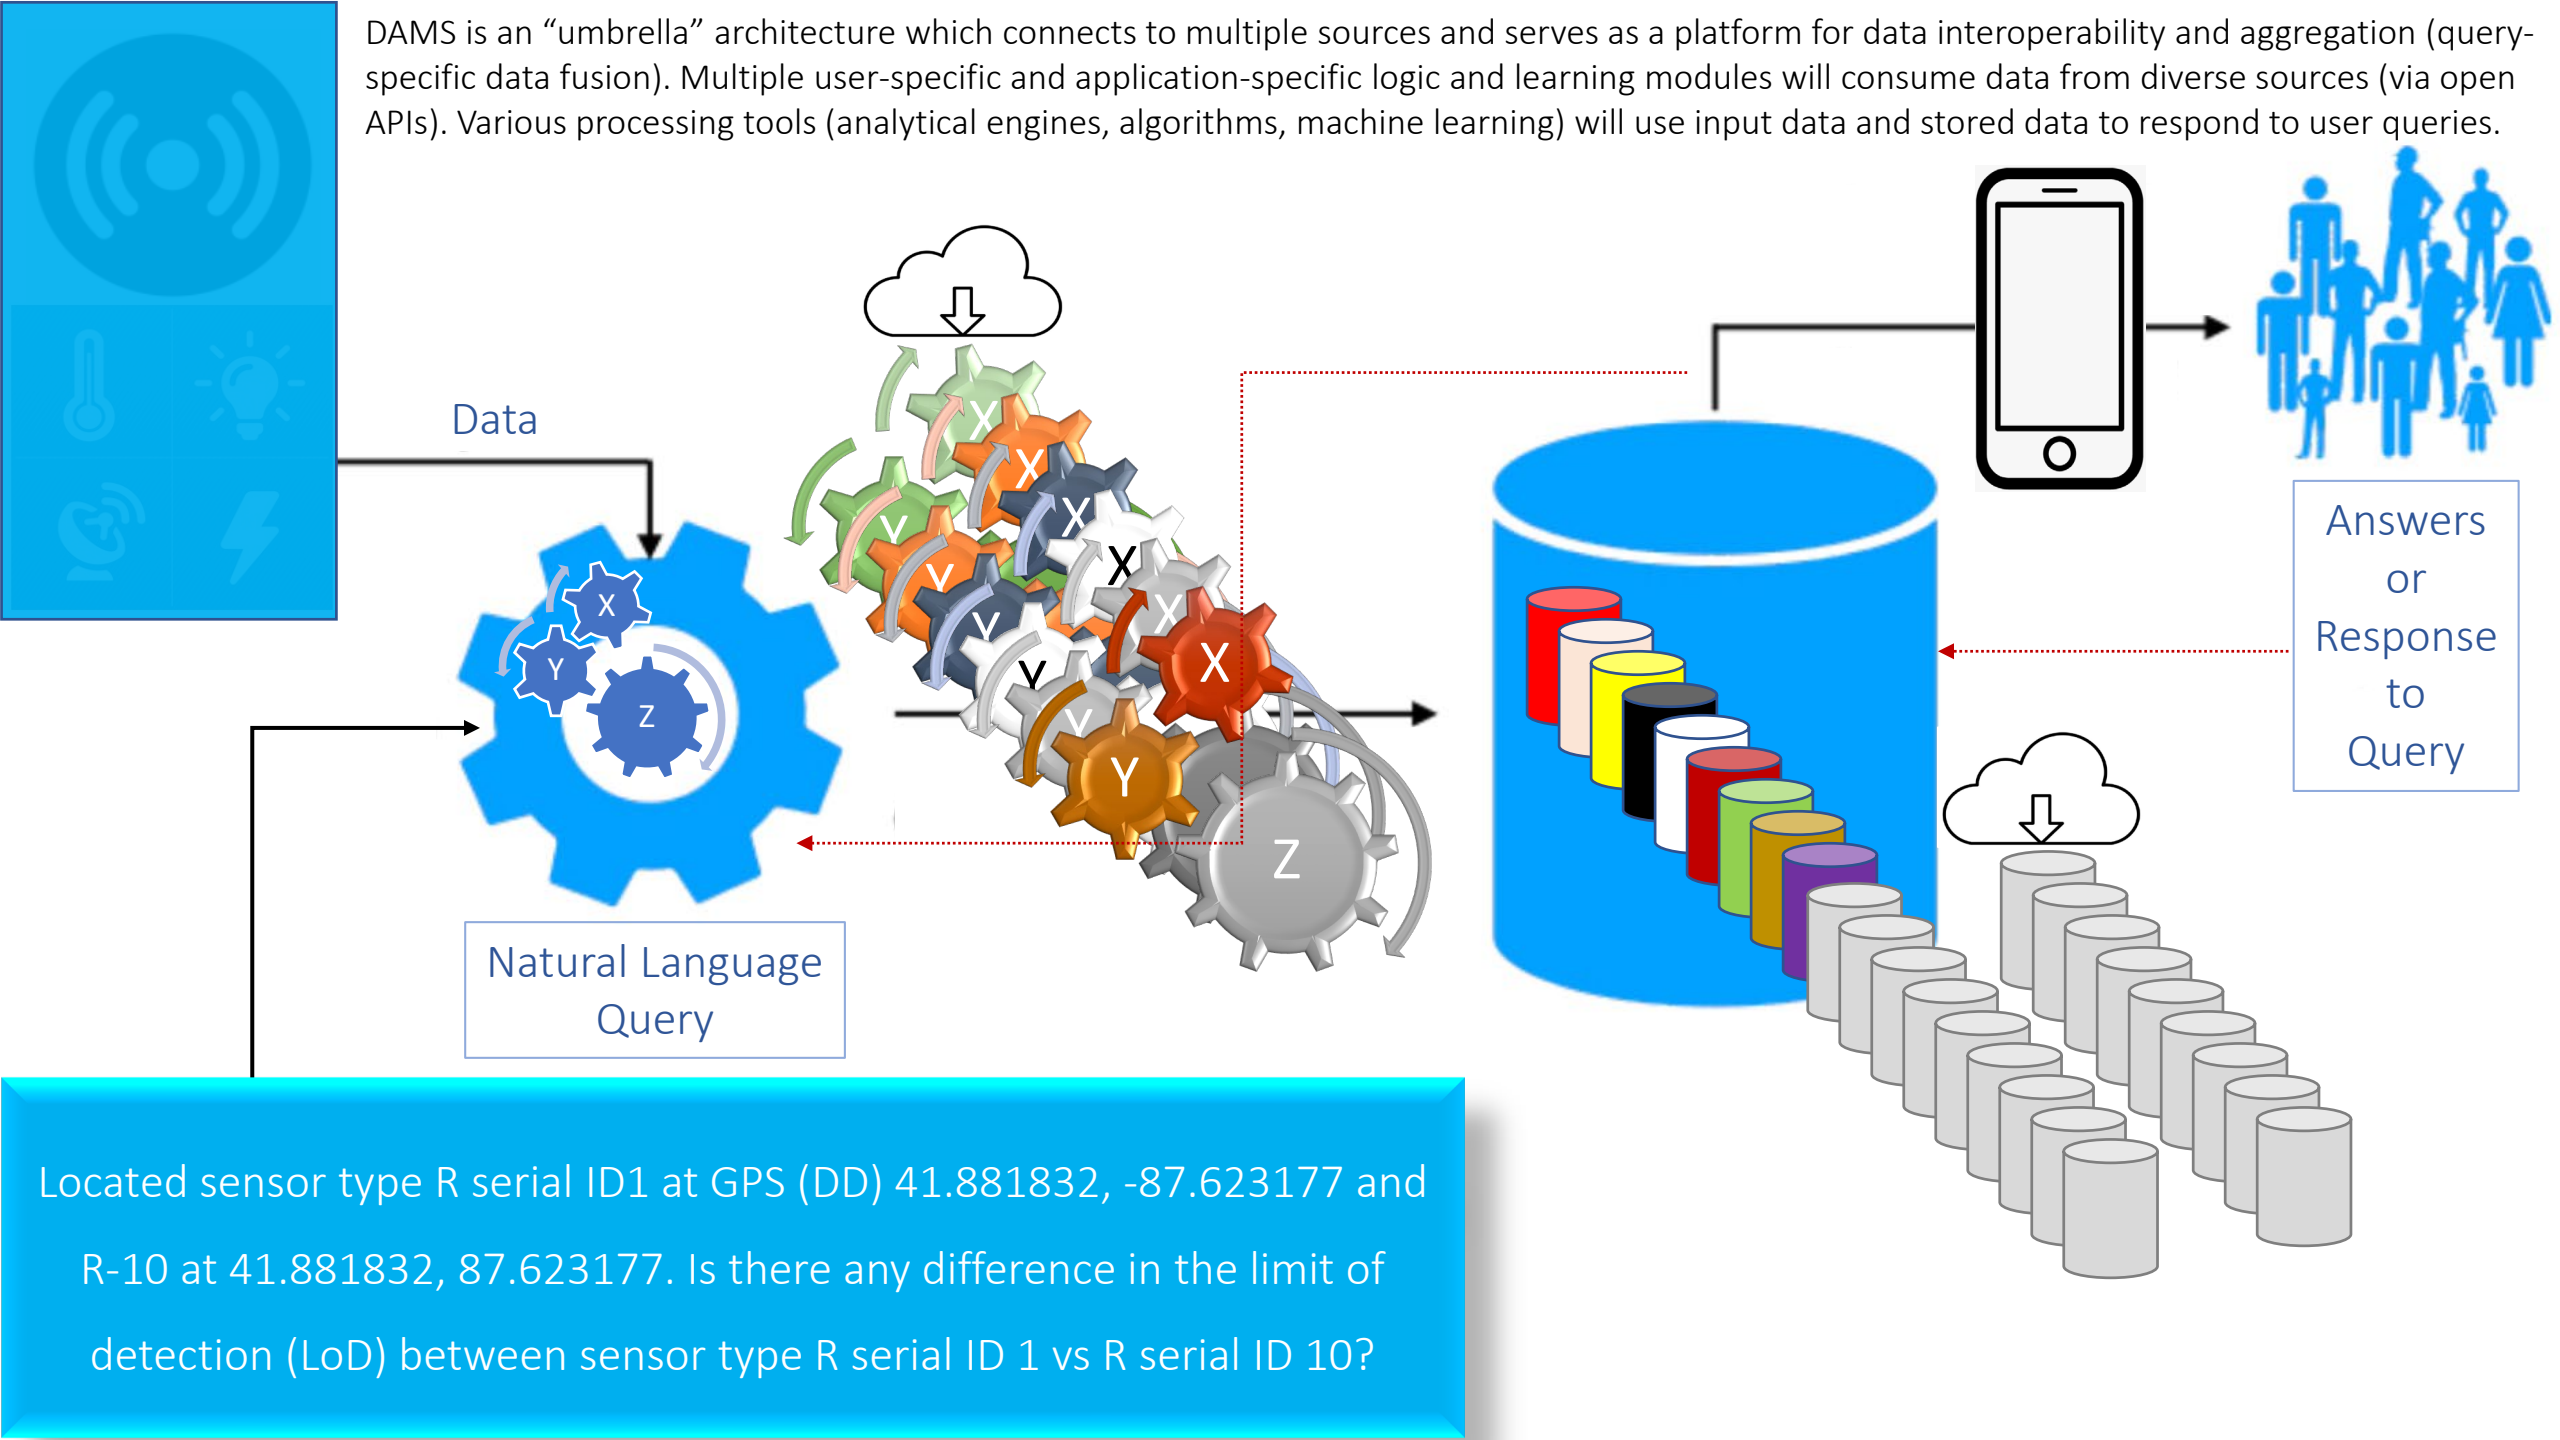 DAMS is an “umbrella” architecture which connects to multiple sources and serves as a platform for data interoperability and aggregation (query-
specific data fusion). Multiple user-specific and application-specific logic and learning modules will consume data from diverse sources (via open
APIs). Various processing tools (analytical engines, algorithms, machine learning) will use input data and stored data to respond to user queries.
Data
X
Y
Z
X
X
X
X
X
X
Y
Y
Y
Y
Y
Y
Z
Answers
or
Response
to
Query
Natural Language
Query
Located sensor type R serial ID1 at GPS (DD) 41.881832, -87.623177 and
R-10 at 41.881832, 87.623177. Is there any difference in the limit of
detection (LoD) between sensor type R serial ID 1 vs R serial ID 10?